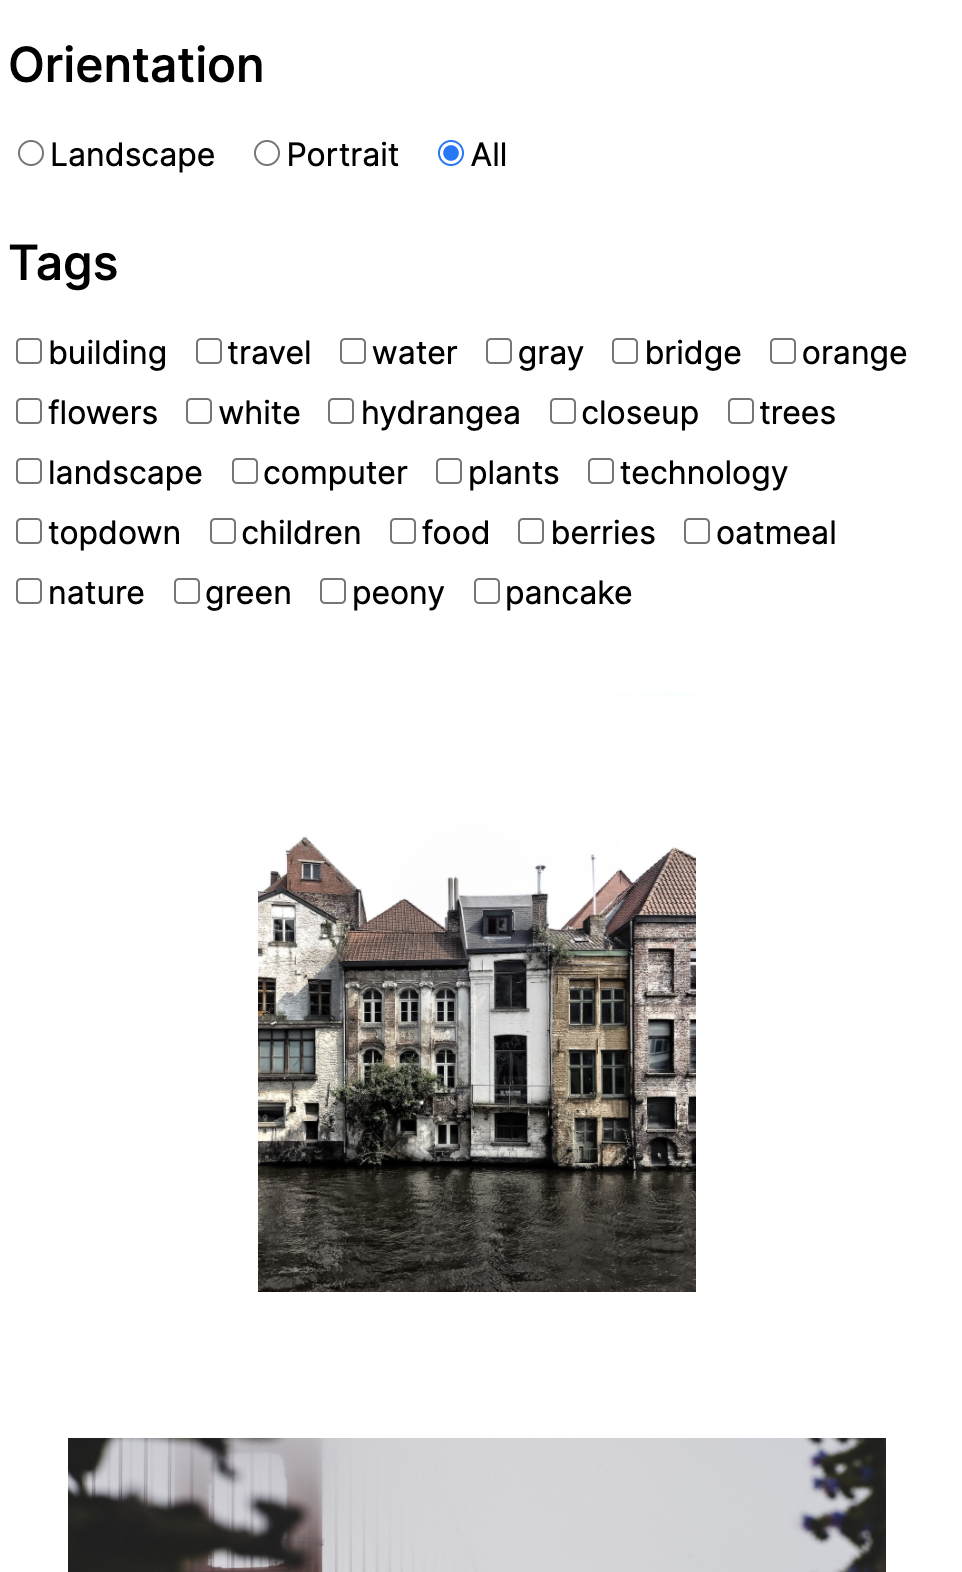 Orientation
Landscape Portrait All
Tags
building travel water gray bridge orange
flowers white hydrangea closeup trees
landscape computer plants technology
topdown children food berries oatmeal
nature green peony pancake